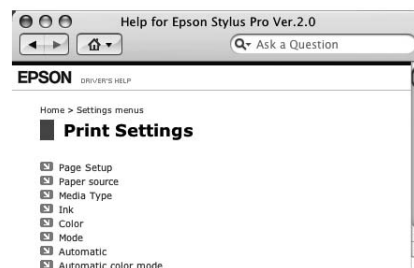 Help for Epson Stylus Pro Ver.2.0
Ask a Question
EPSON DRIVER'S HELP
Home > Settings menus
Print Settings
Page Setup
Paper source
Media Type
Ink
Color
Mode
Automatic
Automatic color mode